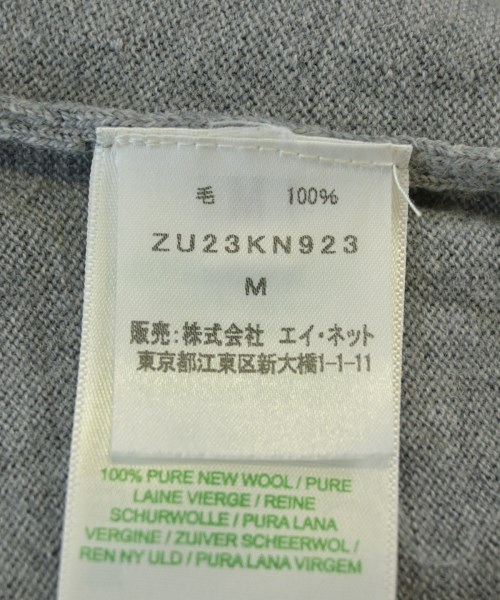 毛 100%
ZU23KN923
M
販売:株式会社 エイ・ネット
東京都江東区新大橋1-1-11
100% PURE NEW WOOL / PURE
LAINE VIERGE / REINE
SCHURWOLLE / PURA LANA
VERGINE / ZUIVER SCHEERWOL /
REN NY ULD / PURA LANA VIRGEM